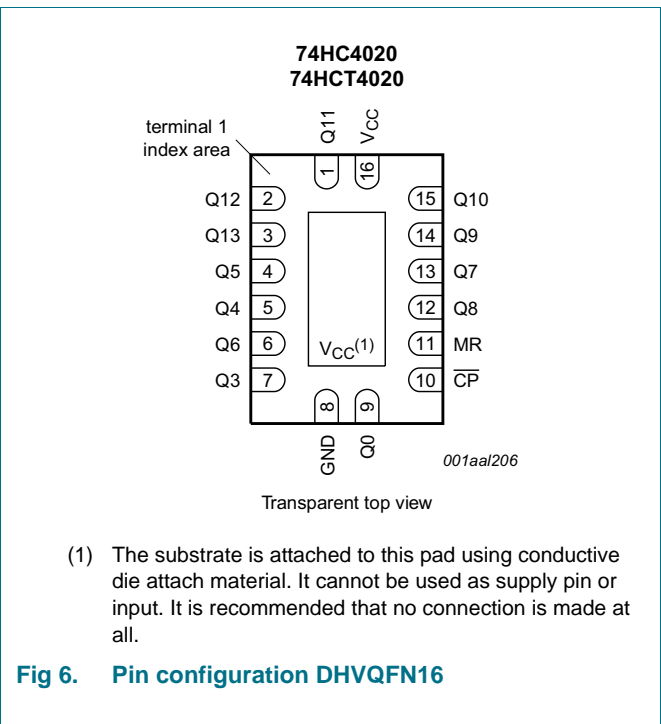 74HC4020
74HCT4020
terminal 1
index area
Q11
VCC
1
16
Q12 2
15 Q10
Q13 3
14 Q9
Q5 4
13 Q7
Q4 5
12 Q8
Q6 6
VCC(1)
11 MR
Q3 7
10 C̅P̅
8
9
GND
Q0
001aal206
Transparent top view
(1) The substrate is attached to this pad using conductive
die attach material. It cannot be used as supply pin or
input. It is recommended that no connection is made at
all.
Fig 6. Pin configuration DHVQFN16